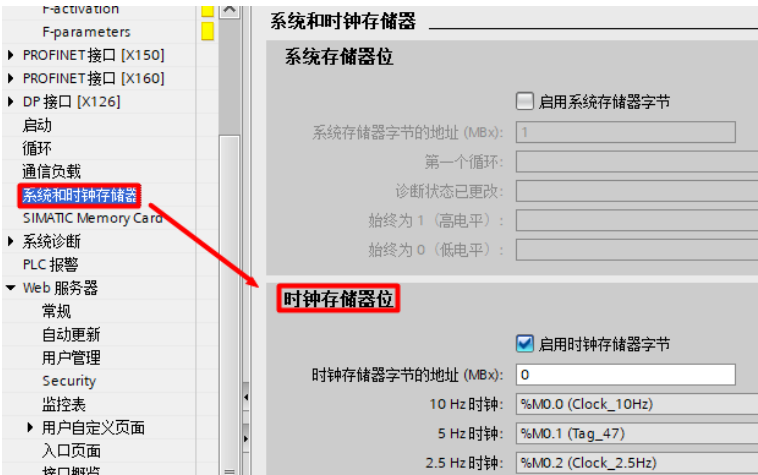 F-activation
F-parameters
PROFINET接口 [X150]
PROFINET接口 [X160]
DP 接口 [X126]
启动
循环
通信负载
系统和时钟存储器
SIMATIC Memory Card
系统诊断
PLC 报警
Web 服务器
常规
自动更新
用户管理
Security
监控表
用户自定义页面
入口页面
接口概览
系统和时钟存储器
系统存储器位
启用系统存储器字节
系统存储器字节的地址 (MBx): 1
第一个循环:
诊断状态已更改:
始终为 1（高电平）:
始终为 0（低电平）:
时钟存储器位
启用时钟存储器字节
时钟存储器字节的地址 (MBx): 0
10 Hz 时钟: %M0.0 (Clock_10Hz)
5 Hz 时钟: %M0.1 (Tag_47)
2.5 Hz 时钟: %M0.2 (Clock_2.5Hz)